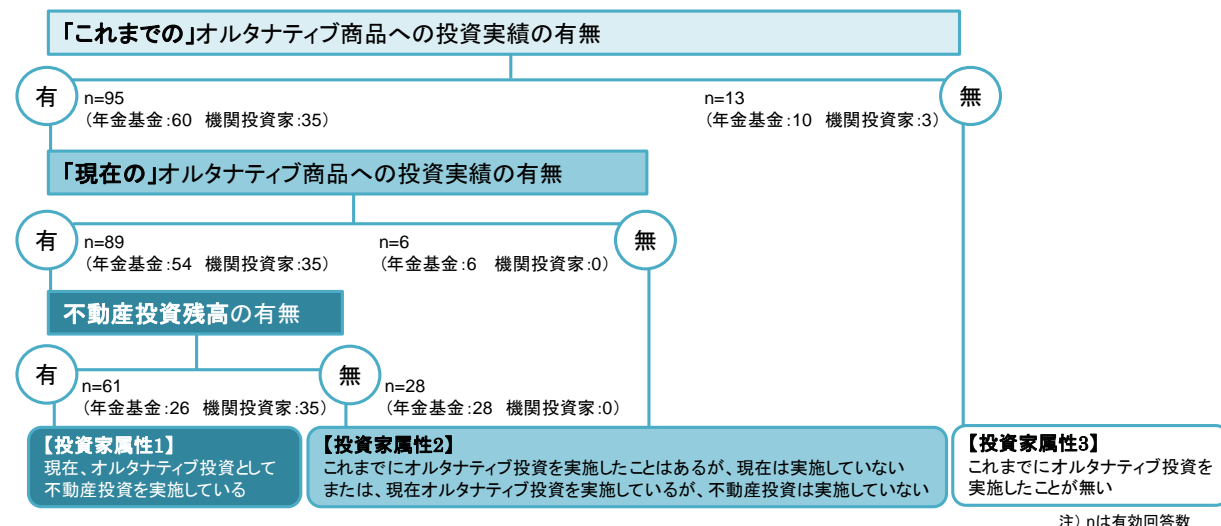 「これまでの」オルタナティブ商品への投資実績の有無
有
n=95
（年金基金:60 機関投資家:35）
n=13
（年金基金:10 機関投資家:3）
無
「現在の」オルタナティブ商品への投資実績の有無
有
n=89
（年金基金:54 機関投資家:35）
n=6
（年金基金:6 機関投資家:0）
無
不動産投資残高の有無
有
n=61
（年金基金:26 機関投資家:35）
無
n=28
（年金基金:28 機関投資家:0）
【投資家属性1】
現在、オルタナティブ投資として
不動産投資を実施している
【投資家属性2】
これまでにオルタナティブ投資を実施したことはあるが、現在は実施していない
または、現在オルタナティブ投資を実施しているが、不動産投資は実施していない
【投資家属性3】
これまでにオルタナティブ投資を
実施したことが無い
注）nは有効回答数